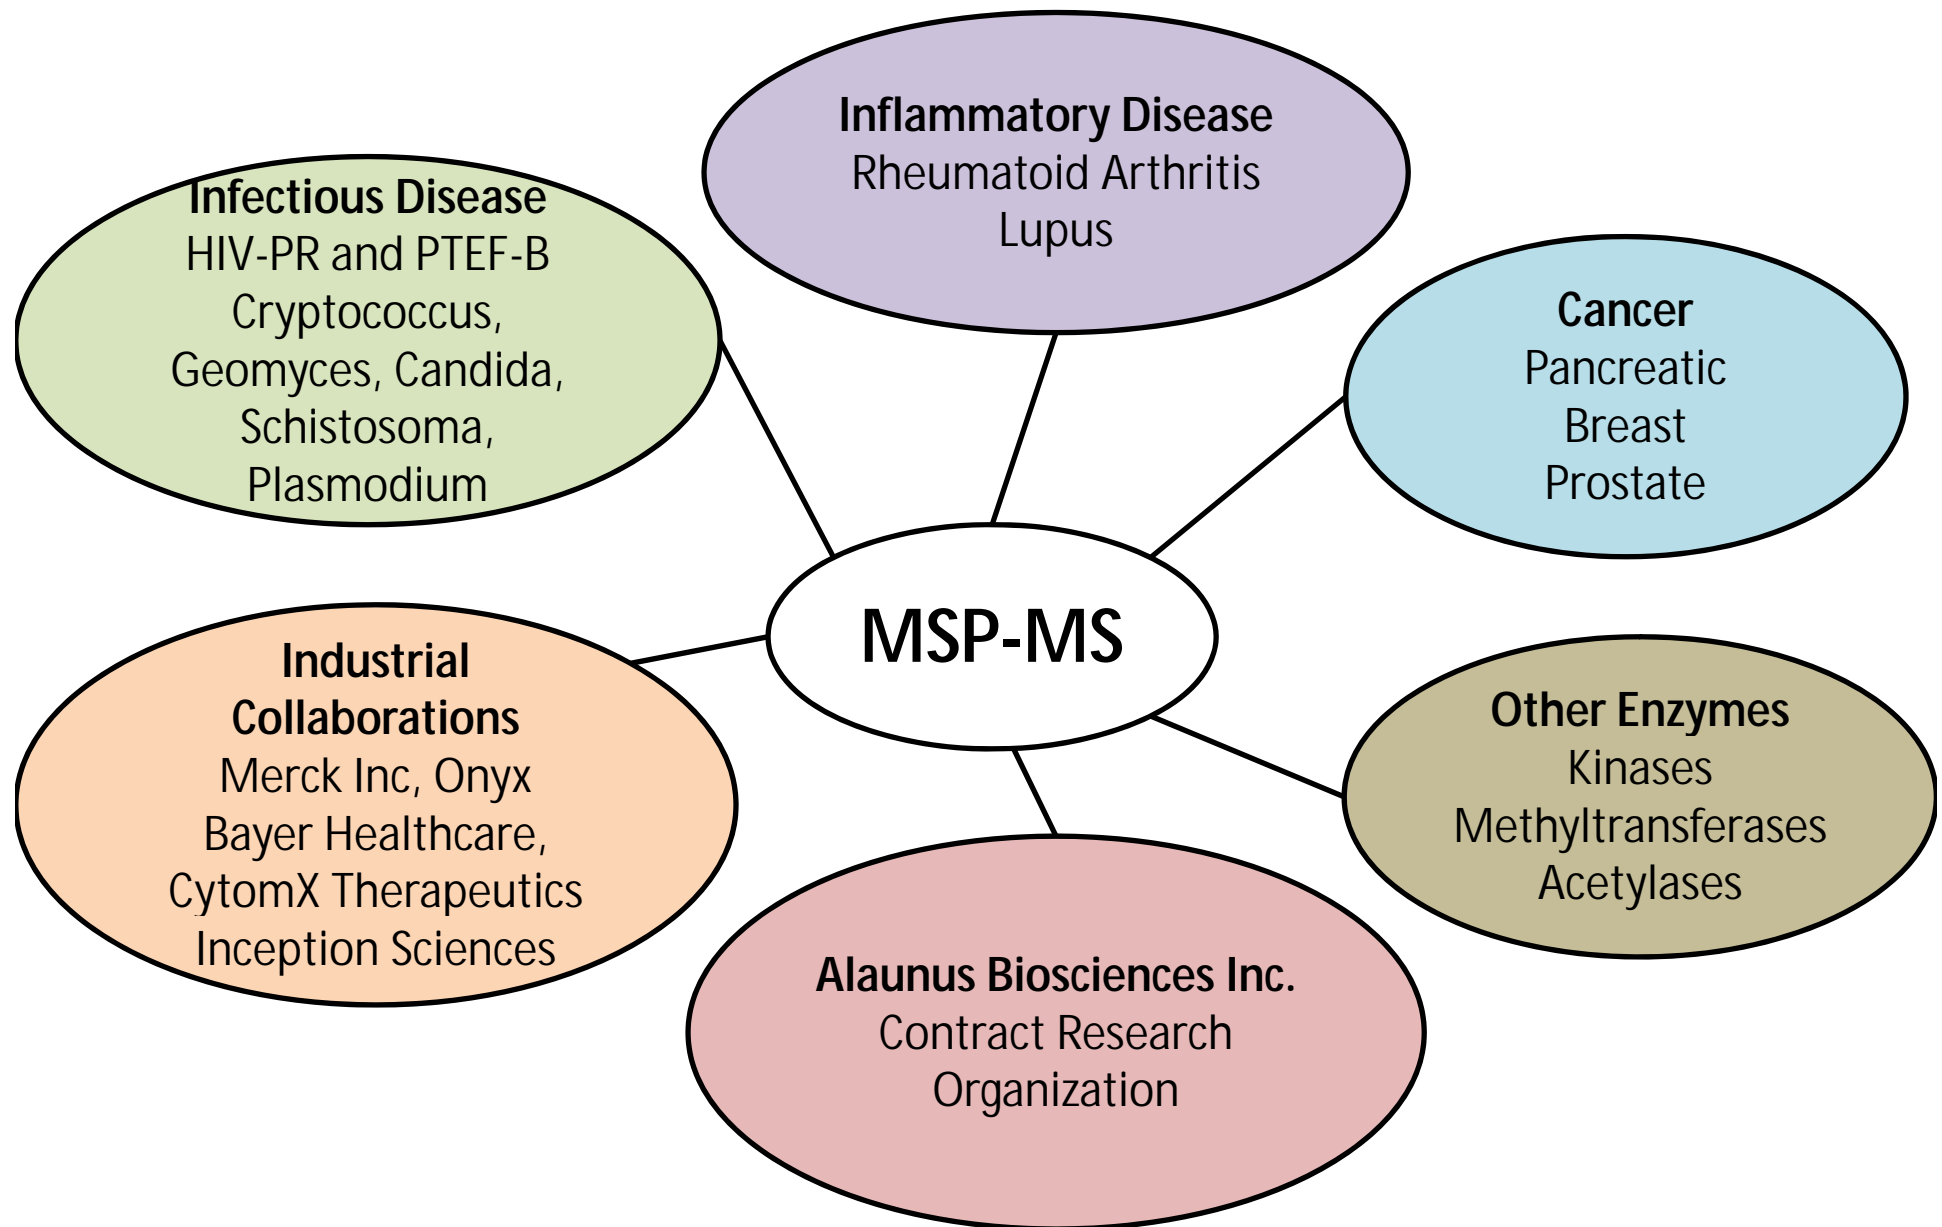 Inflammatory Disease
Rheumatoid Arthritis
Lupus
Infectious Disease
HIV-PR and PTEF-B
Cryptococcus,
Geomyces, Candida,
Schistosoma,
Plasmodium
Cancer
Pancreatic
Breast
Prostate
MSP-MS
Industrial
Collaborations
Merck Inc, Onyx
Bayer Healthcare,
CytomX Therapeutics
Inception Sciences
Other Enzymes
Kinases
Methyltransferases
Acetylases
Alaunus Biosciences Inc.
Contract Research
Organization